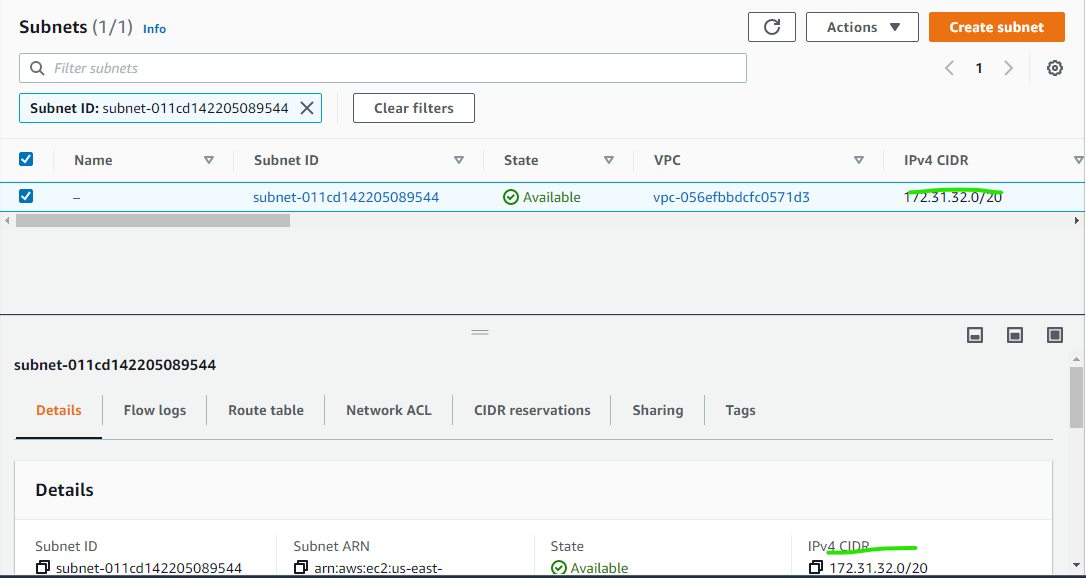 Subnets (1/1) Info
Actions
Create subnet
Filter subnets
1
Subnet ID: subnet-011cd142205089544
Clear filters
Name Subnet ID State VPC IPv4 CIDR
– subnet-011cd142205089544 Available vpc-056efbbdcfc0571d3 172.31.32.0/20
subnet-011cd142205089544
Details Flow logs Route table Network ACL CIDR reservations Sharing Tags
Details
Subnet ID Subnet ARN State IPv4 CIDR
subnet-011cd142205089544 arn:aws:ec2:us-east- Available 172.31.32.0/20